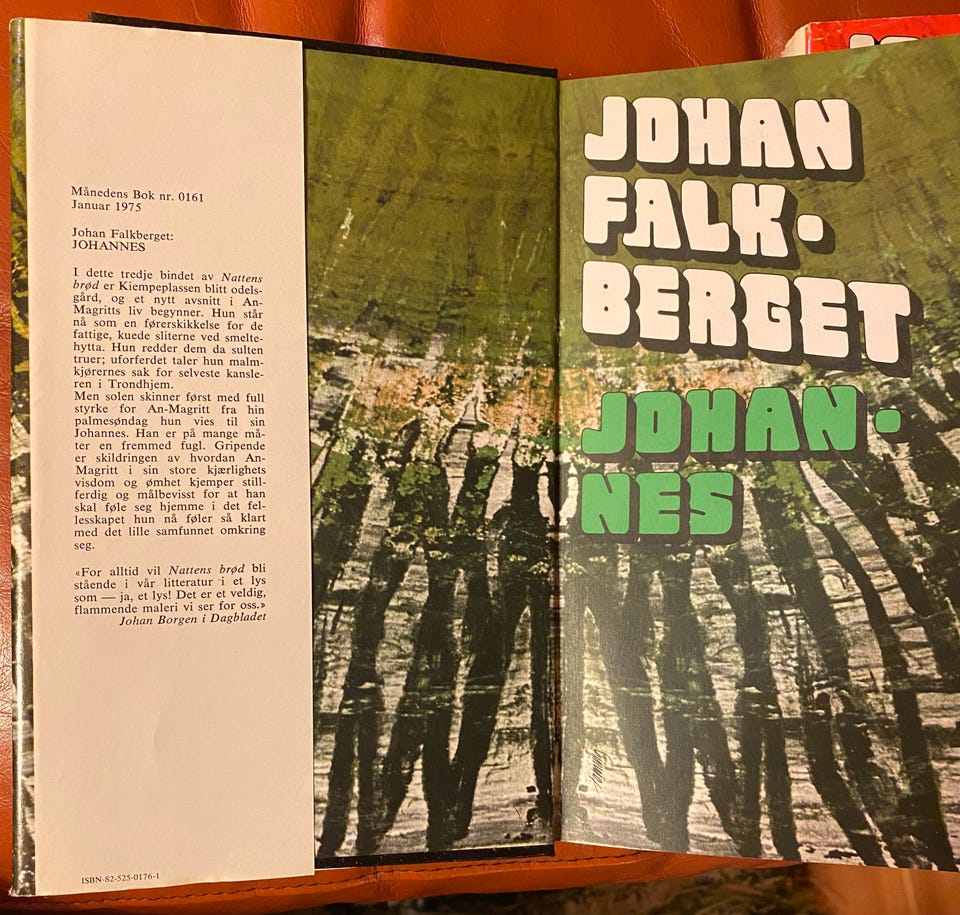 Månedens Bok nr. 0161
Januar 1975
Johan Falkberget:
JOHANNES
I dette tredje bindet av Nattens
brød er Kiempeplassen blitt odels-
gård, og et nytt avsnitt i An-
Magritts liv begynner. Hun står
nå som en førerskikkelse for de
fattige, kuede sliterne ved smelte-
hytta. Hun redder dem da sulten
truer; uforferdet taler hun malm-
kjørernes sak for selveste kansle-
ren i Trondhjem.
Men solen skinner først med full
styrke for An-Magritt fra hin
palmesøndag hun vies til sin
Johannes. Han er på mange må-
ter en fremmed fugl. Gripende
er skildringen av hvordan An-
Magritt i sin store kjærlighets
visdom og ømhet kjemper still-
ferdig og målbevisst for at han
skal føle seg hjemme i det fel-
lesskapet hun nå føler så klart
med det lille samfunnet omkring
seg.
«For alltid vil Nattens brød bli
stående i vår litteratur i et lys
som — ja, et lys! Det er et veldig,
flammende maleri vi ser for oss.»
Johan Borgen i Dagbladet
ISBN-82-525-0176-1
JOHAN
FALK-
BERGET
JOHAN-
NES